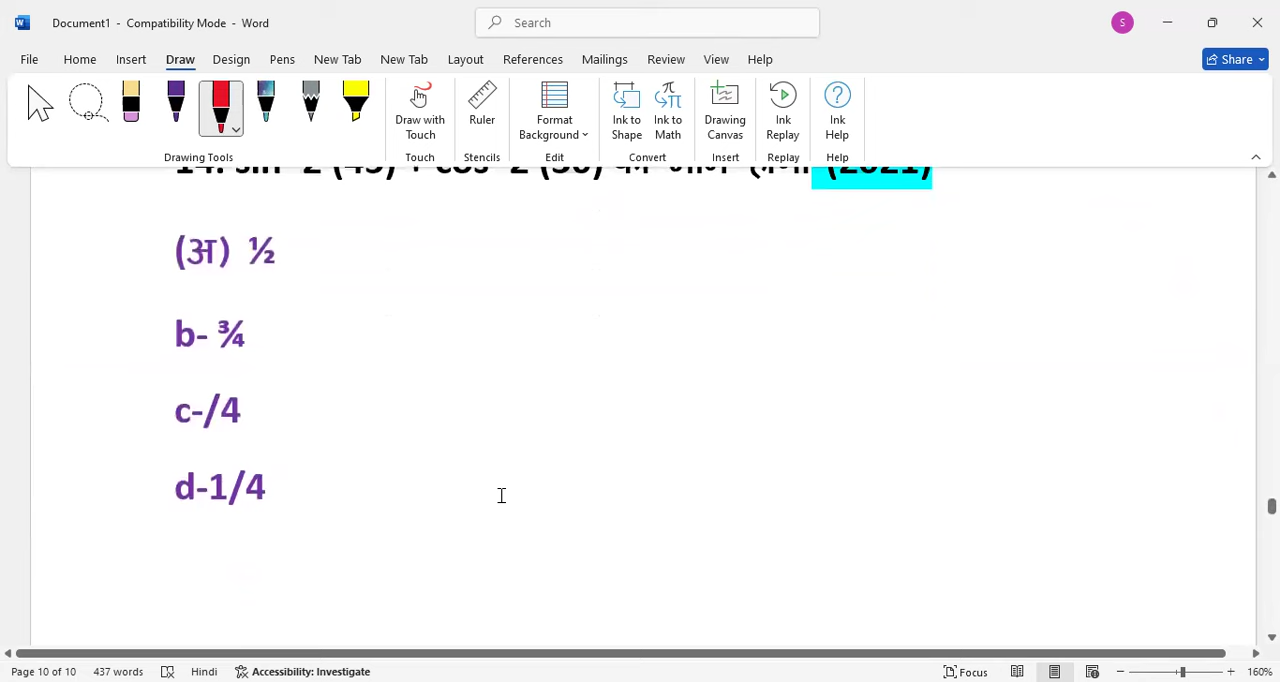 Document1 - Compatibility Mode - Word
Search
S
File Home Insert Draw Design Pens New Tab New Tab Layout References Mailings Review View Help
Share
Draw with Touch
Ruler
Format Background
Ink to Shape
Ink to Math
Drawing Canvas
Ink Replay
Ink Help
Drawing Tools Touch Stencils Edit Convert Insert Replay Help
(2021)
(अ) ½
b- ¾
c-/4
d-1/4
Page 10 of 10 437 words Hindi Accessibility: Investigate Focus 160%